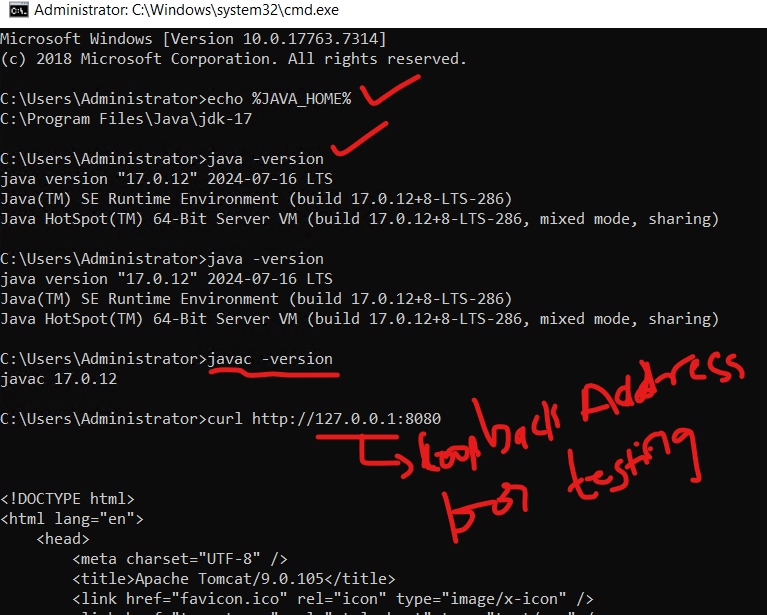 Administrator: C:\Windows\system32\cmd.exe
Microsoft Windows [Version 10.0.17763.7314]
(c) 2018 Microsoft Corporation. All rights reserved.
C:\Users\Administrator>echo %JAVA_HOME%
C:\Program Files\Java\jdk-17
C:\Users\Administrator>java -version
java version "17.0.12" 2024-07-16 LTS
Java(TM) SE Runtime Environment (build 17.0.12+8-LTS-286)
Java HotSpot(TM) 64-Bit Server VM (build 17.0.12+8-LTS-286, mixed mode, sharing)
C:\Users\Administrator>java -version
java version "17.0.12" 2024-07-16 LTS
Java(TM) SE Runtime Environment (build 17.0.12+8-LTS-286)
Java HotSpot(TM) 64-Bit Server VM (build 17.0.12+8-LTS-286, mixed mode, sharing)
C:\Users\Administrator>javac -version
javac 17.0.12
C:\Users\Administrator>curl http://127.0.0.1:8080
Loopback Address
for testing
<!DOCTYPE html>
<html lang="en">
<head>
<meta charset="UTF-8" />
<title>Apache Tomcat/9.0.105</title>
<link href="favicon.ico" rel="icon" type="image/x-icon" />